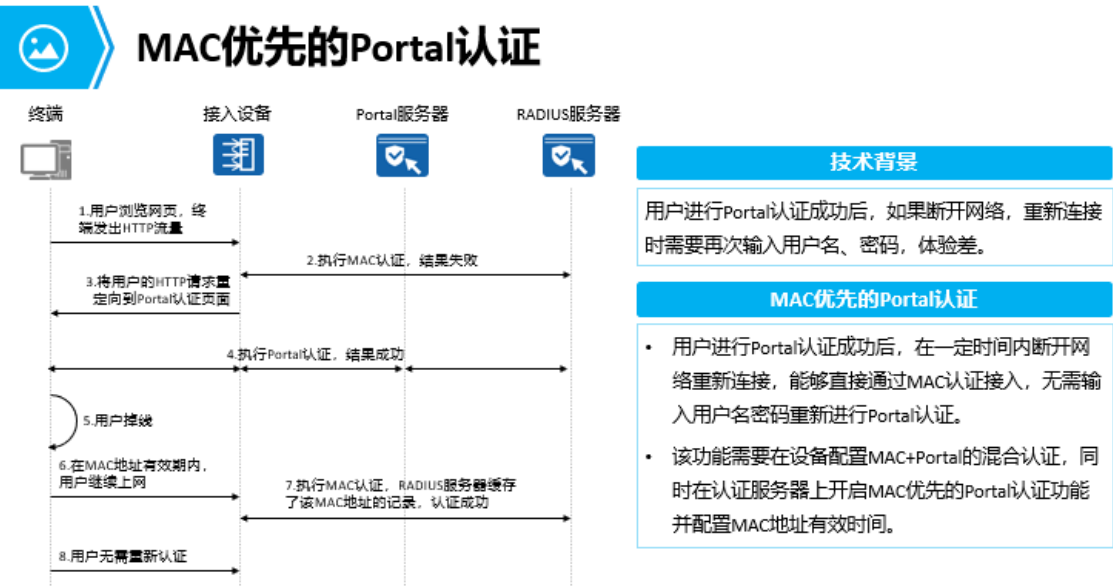 MAC优先的Portal认证
终端
接入设备
Portal服务器
RADIUS服务器
1.用户浏览网页，终
端发出HTTP流量
2.执行MAC认证，结果失败
3.将用户的HTTP请求重
定向到Portal认证页面
4.执行Portal认证，结果成功
5.用户掉线
6.在MAC地址有效期内，
用户继续上网
7.执行MAC认证，RADIUS服务器缓存
了该MAC地址的记录，认证成功
8.用户无需重新认证
技术背景
用户进行Portal认证成功后，如果断开网络，重新连接
时需要再次输入用户名、密码，体验差。
MAC优先的Portal认证
• 用户进行Portal认证成功后，在一定时间内断开网
络重新连接，能够直接通过MAC认证接入，无需输
入用户名密码重新进行Portal认证。
• 该功能需要在设备配置MAC+Portal的混合认证，同
时在认证服务器上开启MAC优先的Portal认证功能
并配置MAC地址有效时间。